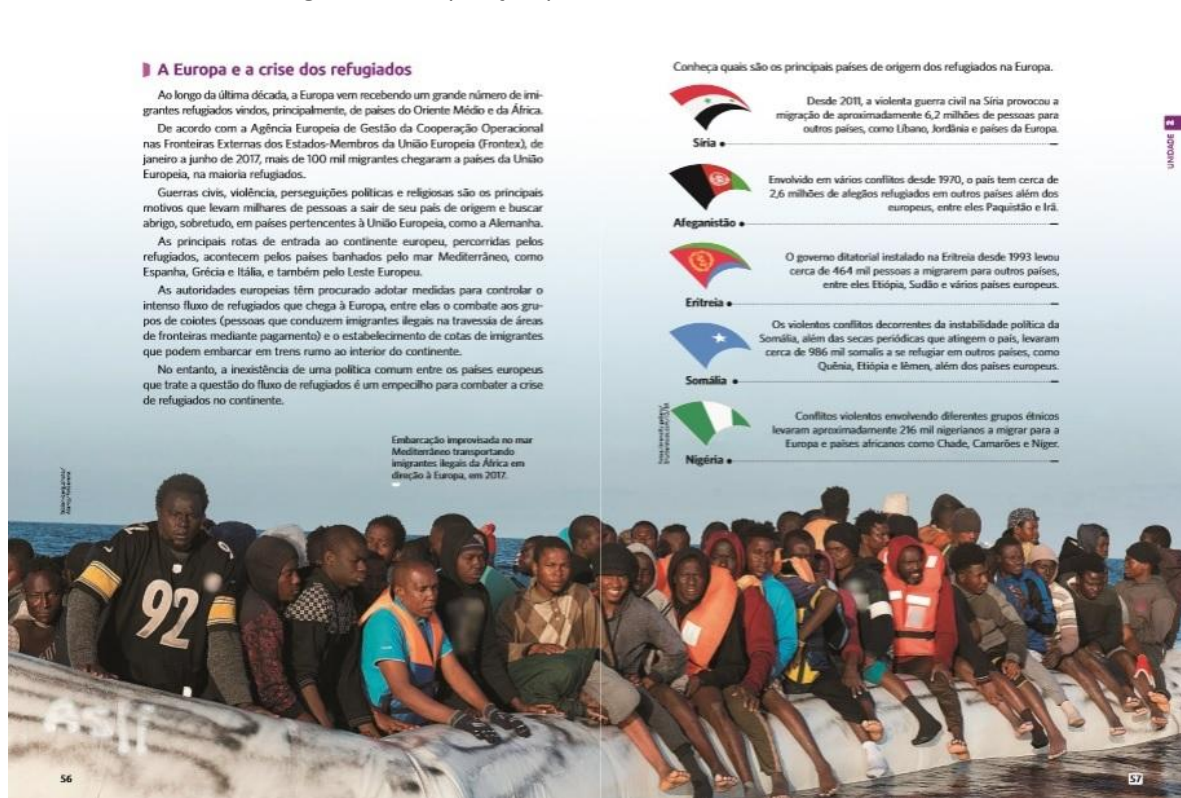 A Europa e a crise dos refugiados
Ao longo da última década, a Europa vem recebendo um grande número de imi-
grantes refugiados vindos, principalmente, de países do Oriente Médio e da África.
De acordo com a Agência Europeia de Gestão da Cooperação Operacional
nas Fronteiras Externas dos Estados-Membros da União Europeia (Frontex), de
janeiro a junho de 2017, mais de 100 mil migrantes chegaram a países da União
Europeia, na maioria refugiados.
Guerras civis, violência, perseguições políticas e religiosas são os principais
motivos que levam milhares de pessoas a sair de seu país de origem e buscar
abrigo, sobretudo, em países pertencentes à União Europeia, como a Alemanha.
As principais rotas de entrada ao continente europeu, percorridas pelos
refugiados, acontecem pelos países banhados pelo mar Mediterrâneo, como
Espanha, Grécia e Itália, e também pelo Leste Europeu.
As autoridades europeias têm procurado adotar medidas para controlar o
intenso fluxo de refugiados que chega à Europa, entre elas o combate aos gru-
pos de coiotes (pessoas que conduzem imigrantes ilegais na travessia de áreas
de fronteiras mediante pagamento) e o estabelecimento de cotas de imigrantes
que podem embarcar em trens rumo ao interior do continente.
No entanto, a inexistência de uma política comum entre os países europeus
que trate a questão do fluxo de refugiados é um empecilho para combater a crise
de refugiados no continente.
Embarcação improvisada no mar
Mediterrâneo transportando
imigrantes ilegais da África em
direção à Europa, em 2017.
92
56
Conheça quais são os principais países de origem dos refugiados na Europa.
Desde 2011, a violenta guerra civil na Síria provocou a
migração de aproximadamente 6,2 milhões de pessoas para
outros países, como Líbano, Jordânia e países da Europa.
Síria
Envolvido em vários conflitos desde 1970, o país tem cerca de
2,6 milhões de afegãos refugiados em outros países além dos
europeus, entre eles Paquistão e Irã.
Afeganistão
O governo ditatorial instalado na Eritreia desde 1993 levou
cerca de 464 mil pessoas a migrarem para outros países,
entre eles Etiópia, Sudão e vários países europeus.
Eritreia
Os violentos conflitos decorrentes da instabilidade política da
Somália, além das secas periódicas que atingem o país, levaram
cerca de 986 mil somalis a se refugiar em outros países, como
Quênia, Etiópia e Iêmen, além dos países europeus.
Somália
Conflitos violentos envolvendo diferentes grupos étnicos
levaram aproximadamente 216 mil nigerianos a migrar para a
Europa e países africanos como Chade, Camarões e Níger.
Nigéria
UNIDADE 2
57